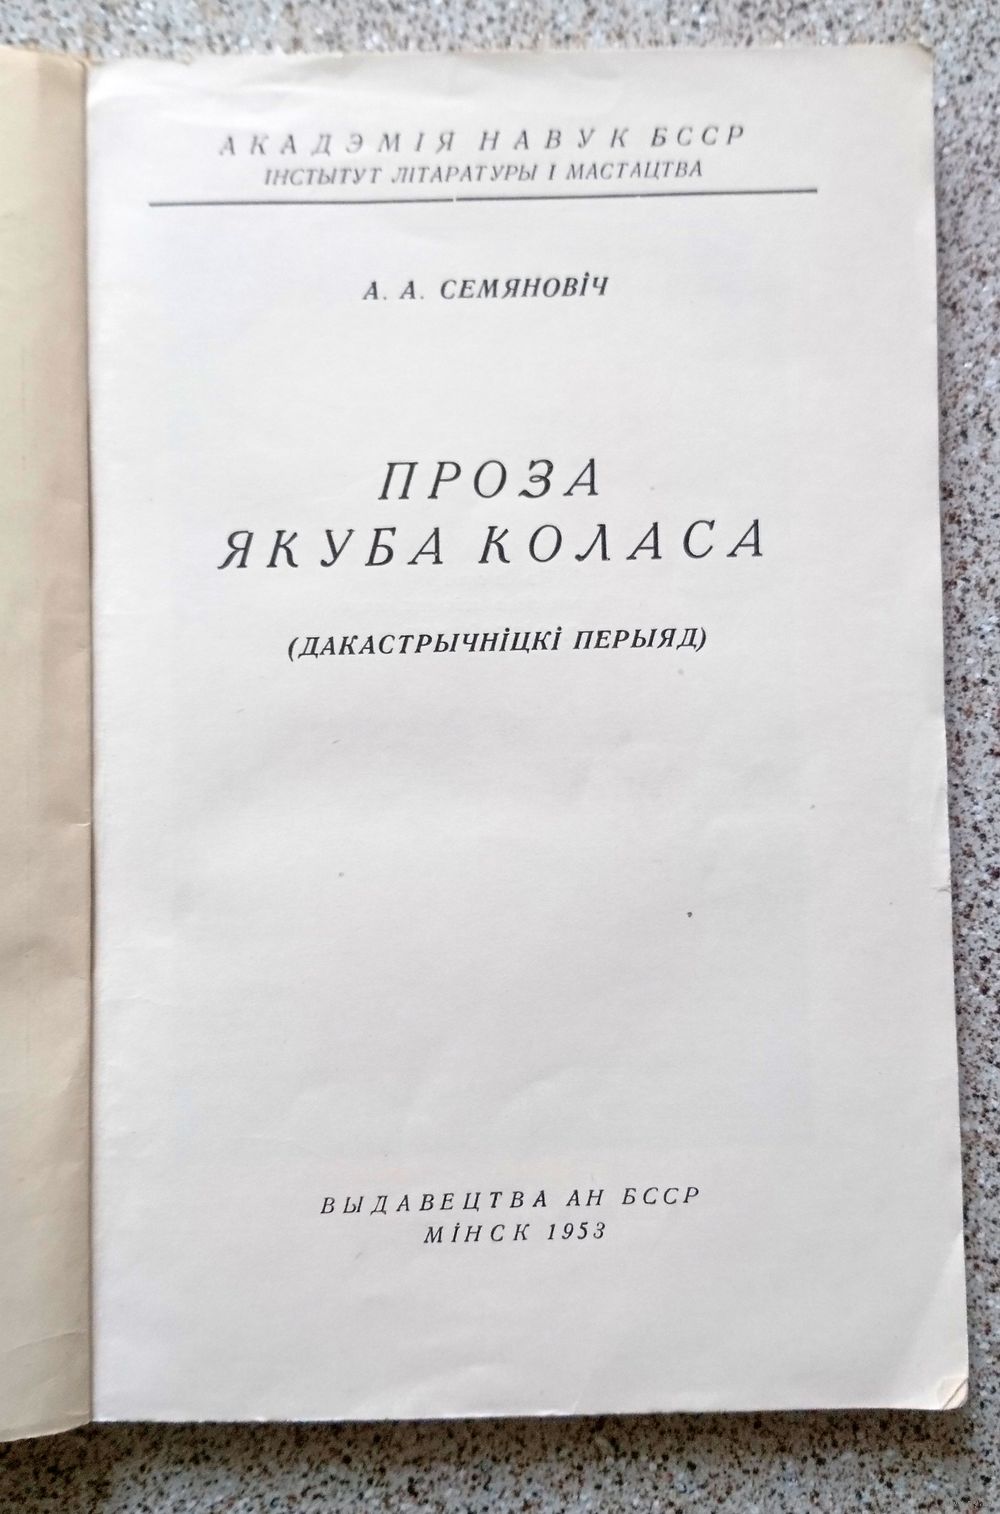 АКАДЭМІЯ НАВУК БССР
ІНСТЫТУТ ЛІТАРАТУРЫ І МАСТАЦТВА
А. А. СЕМЯНОВІЧ
ПРОЗА
ЯКУБА КОЛАСА
(ДАКАСТРЫЧНІЦКІ ПЕРЫЯД)
ВЫДАВЕЦТВА АН БССР
МІНСК 1953